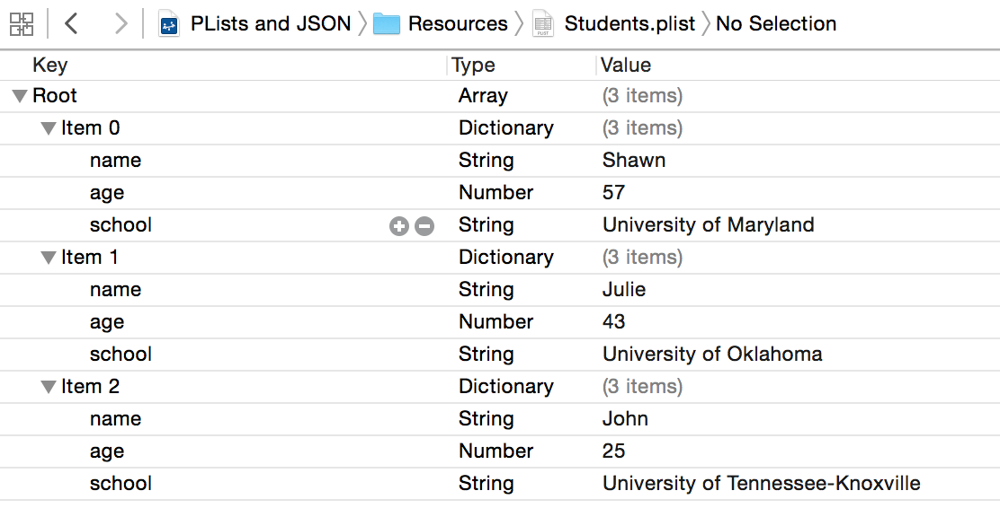 PLists and JSON Resources Students.plist No Selection
Key Type Value
Root Array (3 items)
Item 0 Dictionary (3 items)
name String Shawn
age Number 57
school String University of Maryland
Item 1 Dictionary (3 items)
name String Julie
age Number 43
school String University of Oklahoma
Item 2 Dictionary (3 items)
name String John
age Number 25
school String University of Tennessee-Knoxville